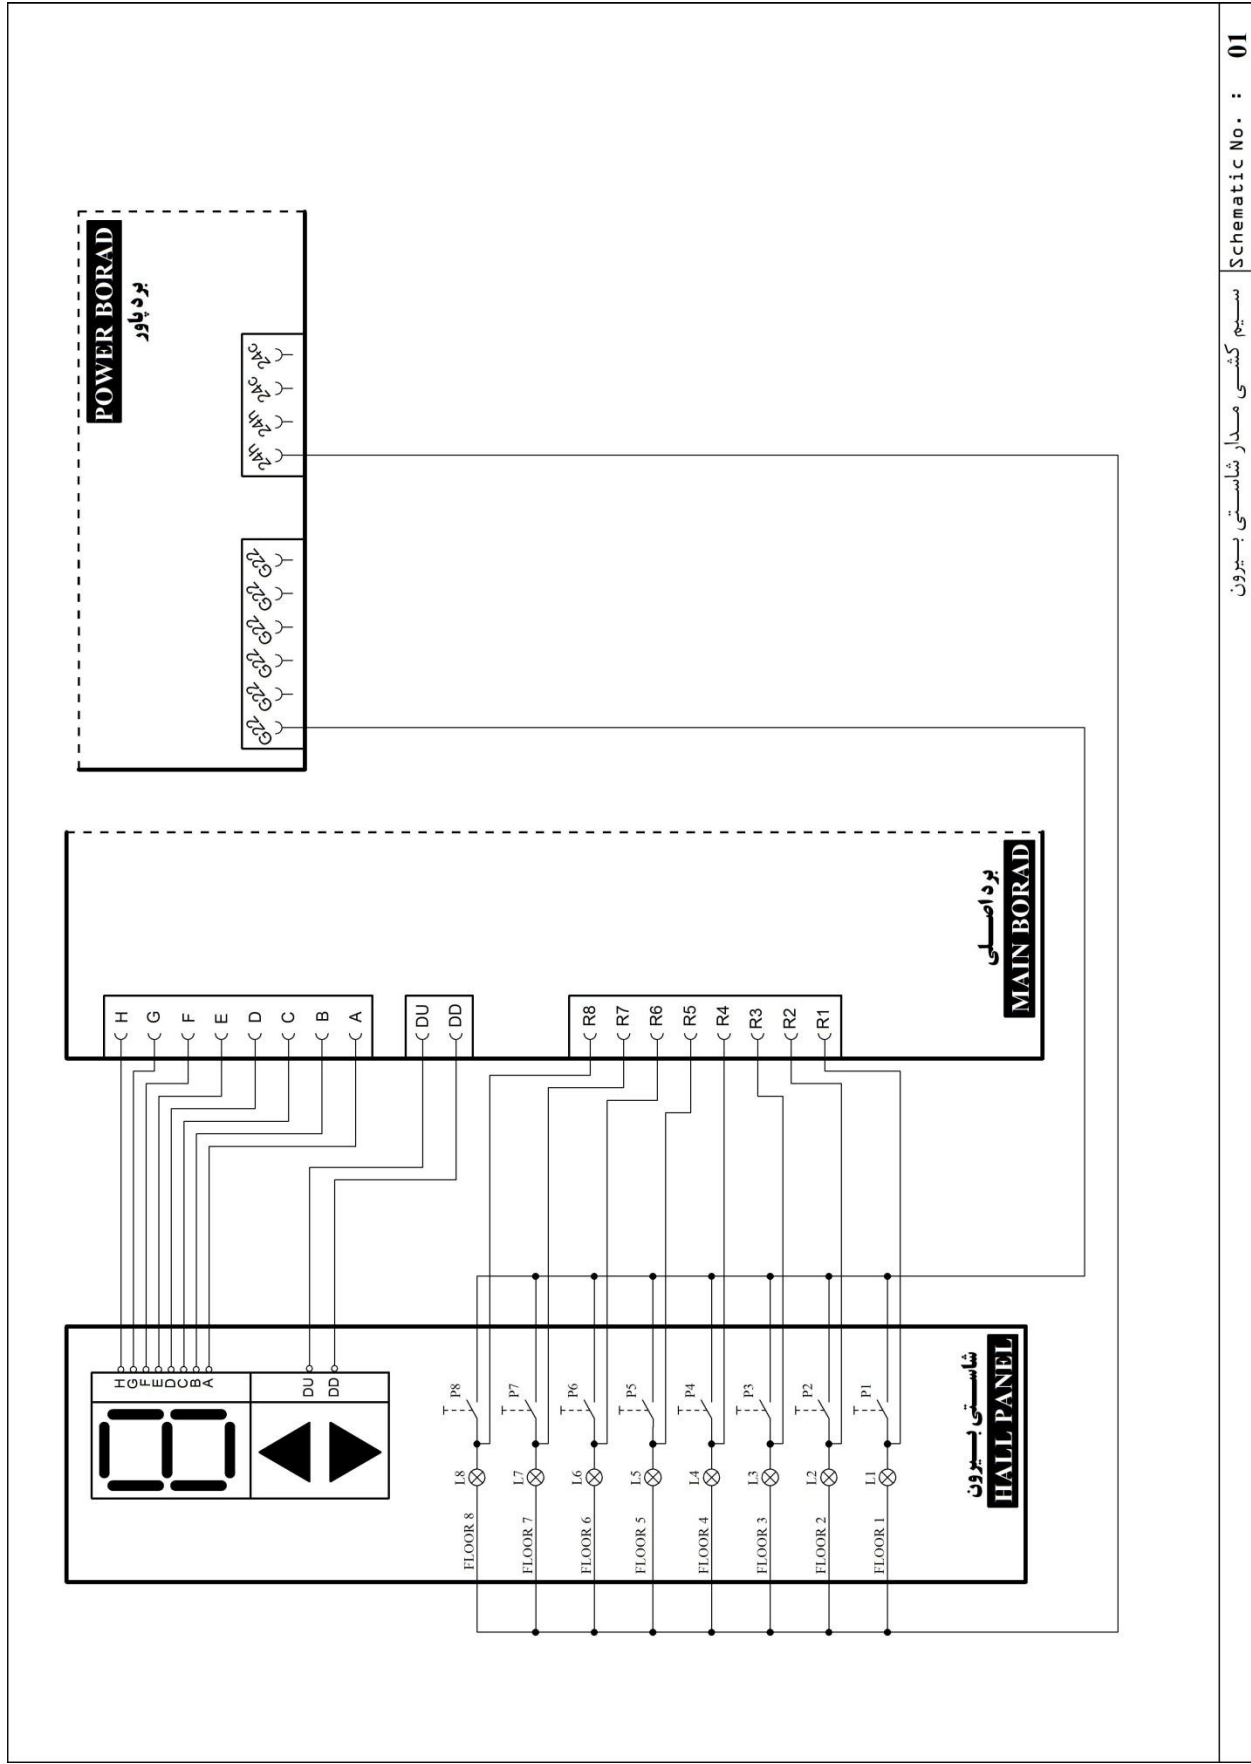 POWER BORAD
برد پاور
G22 G22 G22 G22 G22 G22
24h 24h 24c 24c
H
G
F
E
D
C
B
A
DU
DD
R8
R7
R6
R5
R4
R3
R2
R1
برد اصلی
MAIN BORAD
H
G
F
E
D
C
B
A
DU
DD
FLOOR 8 L8 P8
FLOOR 7 L7 P7
FLOOR 6 L6 P6
FLOOR 5 L5 P5
FLOOR 4 L4 P4
FLOOR 3 L3 P3
FLOOR 2 L2 P2
FLOOR 1 L1 P1
شاستی بیرون
HALL PANEL
سیم کشی مدار شاستی بیرون
Schematic No. : 01